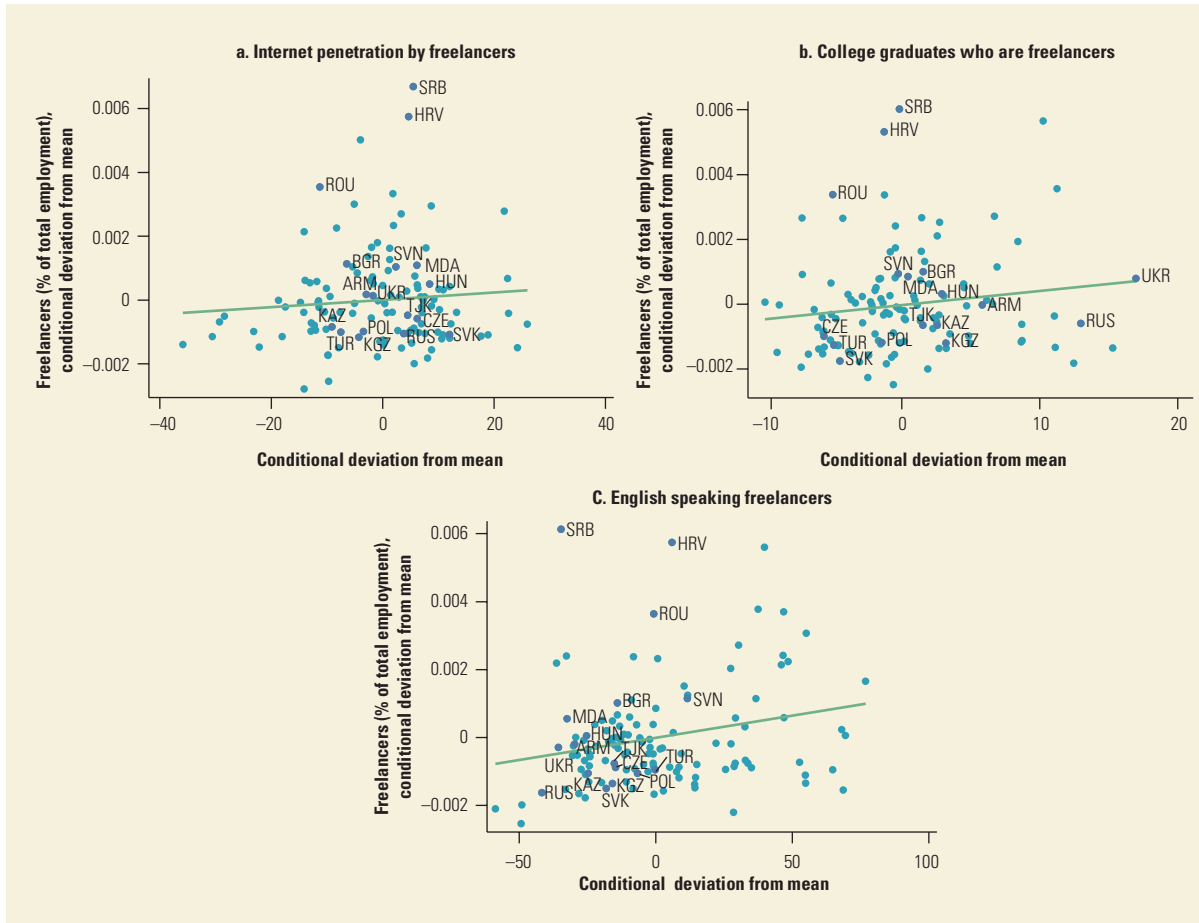 a. Internet penetration by freelancers
Freelancers (% of total employment),
conditional deviation from mean
0.006
0.004
0.002
0
–0.002
SRB
HRV
ROU
BGR
SVN
MDA
ARM
UKR
HUN
TJK
KAZ
POL
CZE
TUR
KGZ
RUS
SVK
–40
–20
0
20
40
Conditional deviation from mean
b. College graduates who are freelancers
Freelancers (% of total employment),
conditional deviation from mean
0.006
0.004
0.002
0
–0.002
SRB
HRV
ROU
SVN
BGR
UKR
MDA
HUN
ARM
TJK
KAZ
RUS
CZE
TUR
POL
KGZ
SVK
–10
0
10
20
Conditional deviation from mean
C. English speaking freelancers
Freelancers (% of total employment),
conditional deviation from mean
0.006
0.004
0.002
0
–0.002
SRB
HRV
ROU
BGR
SVN
MDA
HUN
ARM
TJK
TUR
UKR
CZE
KAZ
KGZ
POL
RUS
SVK
–50
0
50
100
Conditional deviation from mean